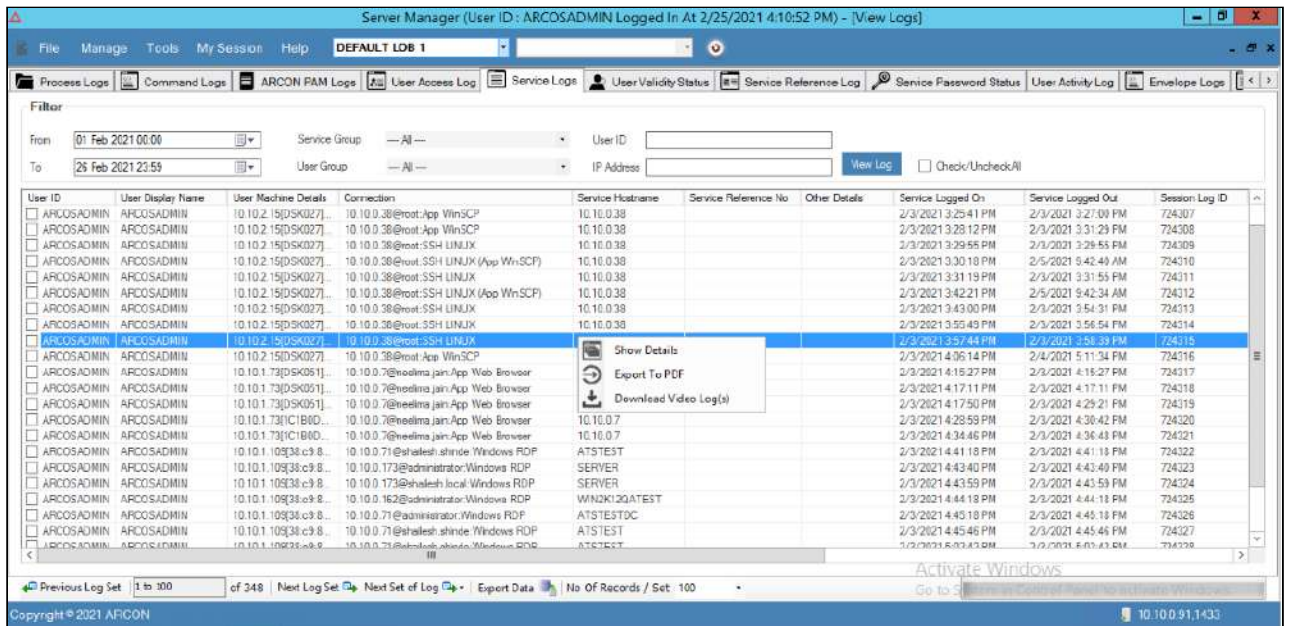 Server Manager (User ID : ARCOSADMIN Logged In At 2/25/2021 4:10:52 PM) - [View Logs]
File Manage Tools My Session Help DEFAULT LOB 1
Process Logs Command Logs ARCON PAM Logs User Access Log Service Logs User Validity Status Service Reference Log Service Password Status User Activity Log Envelope Logs
Filter
From 01 Feb 2021 00:00 Service Group --- All --- User ID
To 26 Feb 2021 23:59 User Group --- All --- IP Address View Log Check/Uncheck All
User ID User Display Name User Machine Details Connection Service Hostname Service Reference No Other Details Service Logged On Service Logged Out Session Log ID
ARCOSADMIN ARCOSADMIN 10.10.2.15[DSK027]... 10.10.0.38@root:App WinSCP 10.10.0.38 2/3/2021 3:25:41 PM 2/3/2021 3:27:00 PM 724307
ARCOSADMIN ARCOSADMIN 10.10.2.15[DSK027]... 10.10.0.38@root:App WinSCP 10.10.0.38 2/3/2021 3:28:12 PM 2/3/2021 3:31:29 PM 724308
ARCOSADMIN ARCOSADMIN 10.10.2.15[DSK027]... 10.10.0.38@root:SSH LINUX 10.10.0.38 2/3/2021 3:29:55 PM 2/3/2021 3:29:55 PM 724309
ARCOSADMIN ARCOSADMIN 10.10.2.15[DSK027]... 10.10.0.38@root:SSH LINUX (App WinSCP) 10.10.0.38 2/3/2021 3:30:18 PM 2/5/2021 9:42:40 AM 724310
ARCOSADMIN ARCOSADMIN 10.10.2.15[DSK027]... 10.10.0.38@root:SSH LINUX 10.10.0.38 2/3/2021 3:31:19 PM 2/3/2021 3:31:55 PM 724311
ARCOSADMIN ARCOSADMIN 10.10.2.15[DSK027]... 10.10.0.38@root:SSH LINUX (App WinSCP) 10.10.0.38 2/3/2021 3:42:21 PM 2/5/2021 9:42:34 AM 724312
ARCOSADMIN ARCOSADMIN 10.10.2.15[DSK027]... 10.10.0.38@root:SSH LINUX 10.10.0.38 2/3/2021 3:43:00 PM 2/3/2021 3:54:31 PM 724313
ARCOSADMIN ARCOSADMIN 10.10.2.15[DSK027]... 10.10.0.38@root:SSH LINUX 10.10.0.38 2/3/2021 3:55:49 PM 2/3/2021 3:56:54 PM 724314
ARCOSADMIN ARCOSADMIN 10.10.2.15[DSK027]... 10.10.0.38@root:SSH LINUX 2/3/2021 3:57:44 PM 2/3/2021 3:58:39 PM 724315
ARCOSADMIN ARCOSADMIN 10.10.2.15[DSK027]... 10.10.0.38@root:App WinSCP Show Details 2/3/2021 4:06:14 PM 2/4/2021 5:11:34 PM 724316
ARCOSADMIN ARCOSADMIN 10.10.1.73[DSK051]... 10.10.0.7@neelima.jain:App Web Browser Export To PDF 2/3/2021 4:15:27 PM 2/3/2021 4:15:27 PM 724317
ARCOSADMIN ARCOSADMIN 10.10.1.73[DSK051]... 10.10.0.7@neelima.jain:App Web Browser 2/3/2021 4:17:11 PM 2/3/2021 4:17:11 PM 724318
ARCOSADMIN ARCOSADMIN 10.10.1.73[DSK051]... 10.10.0.7@neelima.jain:App Web Browser Download Video Log(s) 2/3/2021 4:17:50 PM 2/3/2021 4:29:21 PM 724319
ARCOSADMIN ARCOSADMIN 10.10.1.73[1C1B0D... 10.10.0.7@neelima.jain:App Web Browser 10.10.0.7 2/3/2021 4:28:59 PM 2/3/2021 4:30:42 PM 724320
ARCOSADMIN ARCOSADMIN 10.10.1.73[1C1B0D... 10.10.0.7@neelima.jain:App Web Browser 10.10.0.7 2/3/2021 4:34:46 PM 2/3/2021 4:36:43 PM 724321
ARCOSADMIN ARCOSADMIN 10.10.1.109[38:c9:8... 10.10.0.71@shailesh.shinde:Windows RDP ATSTEST 2/3/2021 4:41:18 PM 2/3/2021 4:41:18 PM 724322
ARCOSADMIN ARCOSADMIN 10.10.1.109[38:c9:8... 10.10.0.173@administrator:Windows RDP SERVER 2/3/2021 4:43:40 PM 2/3/2021 4:43:40 PM 724323
ARCOSADMIN ARCOSADMIN 10.10.1.109[38:c9:8... 10.10.0.173@shailesh.local:Windows RDP SERVER 2/3/2021 4:43:59 PM 2/3/2021 4:43:59 PM 724324
ARCOSADMIN ARCOSADMIN 10.10.1.109[38:c9:8... 10.10.0.162@administrator:Windows RDP WIN2K12QATEST 2/3/2021 4:44:18 PM 2/3/2021 4:44:18 PM 724325
ARCOSADMIN ARCOSADMIN 10.10.1.109[38:c9:8... 10.10.0.71@administrator:Windows RDP ATSTESTDC 2/3/2021 4:45:18 PM 2/3/2021 4:45:18 PM 724326
ARCOSADMIN ARCOSADMIN 10.10.1.109[38:c9:8... 10.10.0.71@shailesh.shinde:Windows RDP ATSTEST 2/3/2021 4:45:46 PM 2/3/2021 4:45:46 PM 724327
ARCOSADMIN ARCOSADMIN 724328
Activate Windows
Previous Log Set 1 to 100 of 348 Next Log Set Next Set of Log Export Data No Of Records / Set 100
Copyright © 2021 ARCON 10.10.0.91,1433